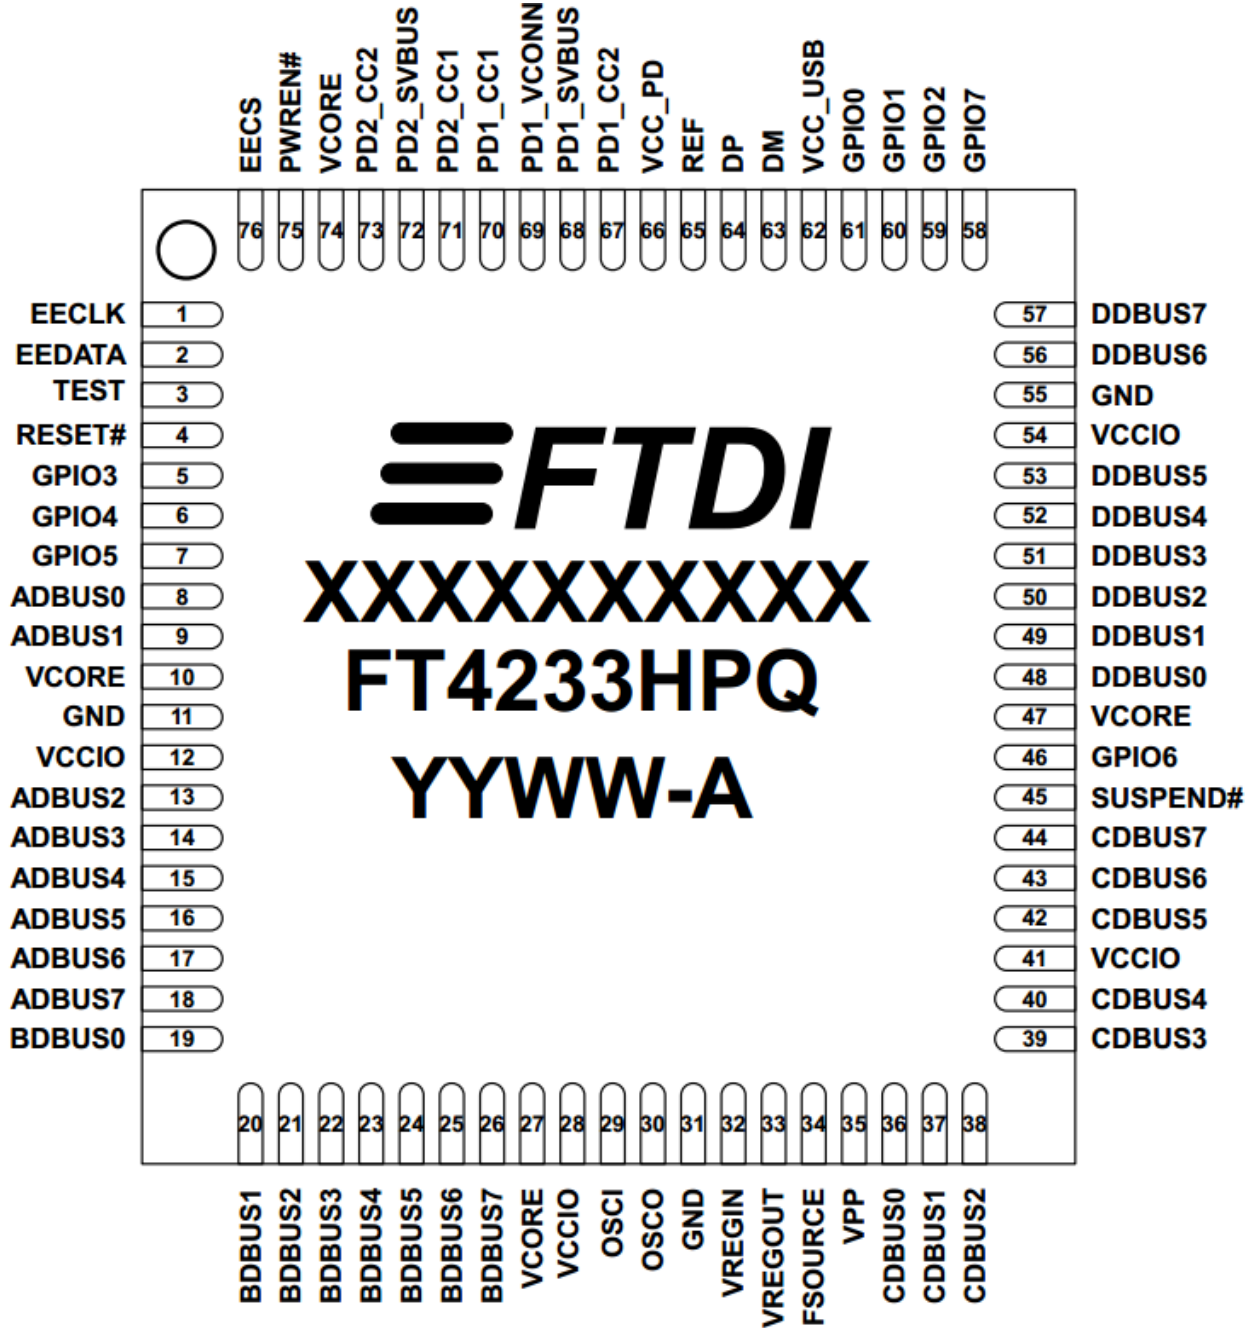 EECS PWREN# VCORE PD2_CC2 PD2_SVBUS PD2_CC1 PD1_CC1 PD1_VCONN PD1_SVBUS PD1_CC2 VCC_PD REF DP DM VCC_USB GPIO0 GPIO1 GPIO2 GPIO7
76 75 74 73 72 71 70 69 68 67 66 65 64 63 62 61 60 59 58
EECLK 1 57 DDBUS7
EEDATA 2 56 DDBUS6
TEST 3 55 GND
RESET# 4 54 VCCIO
GPIO3 5 53 DDBUS5
GPIO4 6 52 DDBUS4
GPIO5 7 51 DDBUS3
ADBUS0 8 50 DDBUS2
ADBUS1 9 49 DDBUS1
VCORE 10 48 DDBUS0
GND 11 47 VCORE
VCCIO 12 46 GPIO6
ADBUS2 13 45 SUSPEND#
ADBUS3 14 44 CDBUS7
ADBUS4 15 43 CDBUS6
ADBUS5 16 42 CDBUS5
ADBUS6 17 41 VCCIO
ADBUS7 18 40 CDBUS4
BDBUS0 19 39 CDBUS3
FTDI
XXXXXXXXXX
FT4233HPQ
YYWW-A
20 21 22 23 24 25 26 27 28 29 30 31 32 33 34 35 36 37 38
BDBUS1 BDBUS2 BDBUS3 BDBUS4 BDBUS5 BDBUS6 BDBUS7 VCORE VCCIO OSCI OSCO GND VREGIN VREGOUT FSOURCE VPP CDBUS0 CDBUS1 CDBUS2